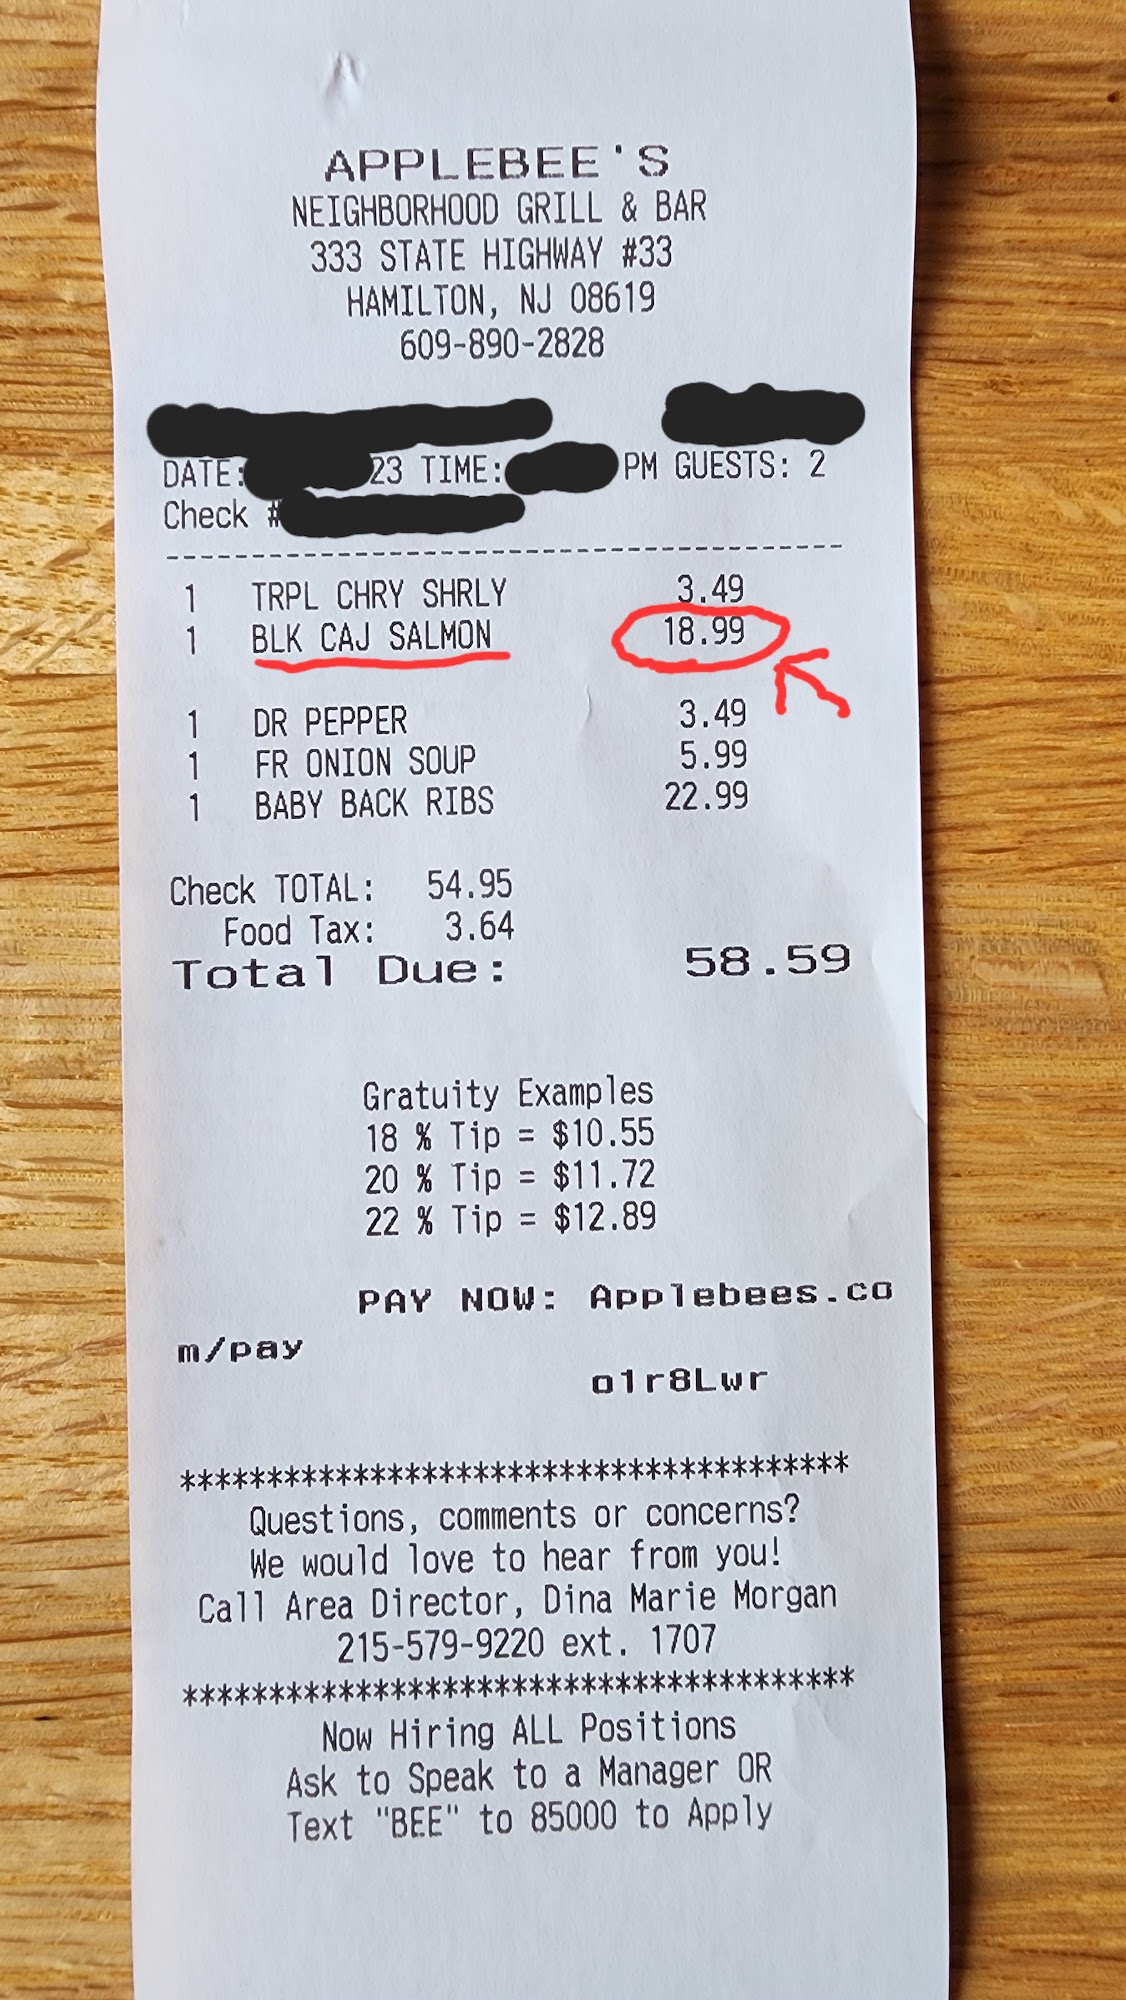 APPLEBEE'S
NEIGHBORHOOD GRILL & BAR
333 STATE HIGHWAY #33
HAMILTON, NJ 08619
609-890-2828
DATE: 23 TIME: PM GUESTS: 2
Check #
----------------------------------------
1 TRPL CHRY SHRLY 3.49
1 BLK CAJ SALMON 18.99
1 DR PEPPER 3.49
1 FR ONION SOUP 5.99
1 BABY BACK RIBS 22.99
Check TOTAL: 54.95
Food Tax: 3.64
Total Due: 58.59
Gratuity Examples
18 % Tip = $10.55
20 % Tip = $11.72
22 % Tip = $12.89
PAY NOW: Applebees.co
m/pay
o1r8Lwr
****************************************
Questions, comments or concerns?
We would love to hear from you!
Call Area Director, Dina Marie Morgan
215-579-9220 ext. 1707
****************************************
Now Hiring ALL Positions
Ask to Speak to a Manager OR
Text "BEE" to 85000 to Apply